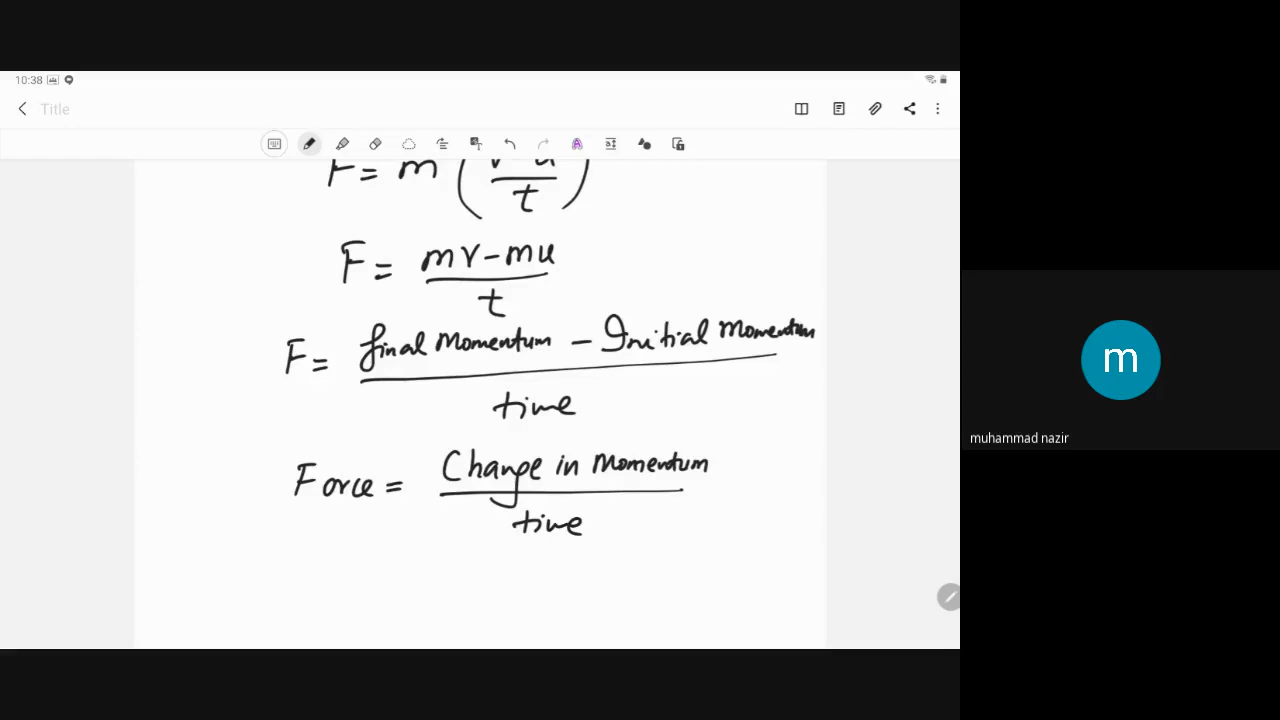 10:38
Title
F = m (v-u / t)
F = mv-mu / t
F = final Momentum - Initial Momentum / time
Force = Change in Momentum / time
m
muhammad nazir